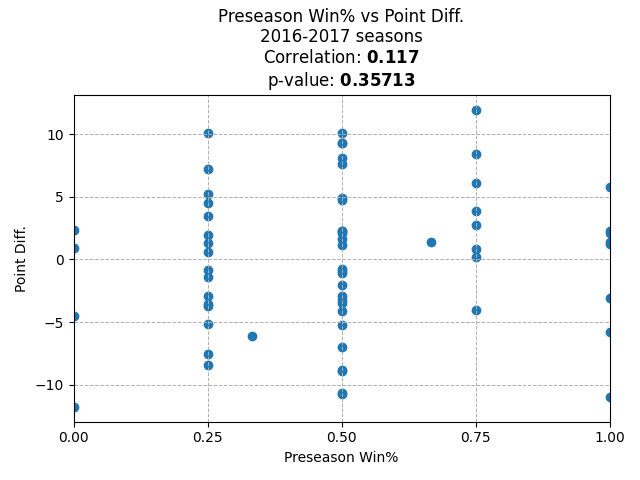 Preseason Win% vs Point Diff.
2016-2017 seasons
Correlation: 0.117
p-value: 0.35713
10
5
0
−5
−10
Point Diff.
0.00 0.25 0.50 0.75 1.00
Preseason Win%